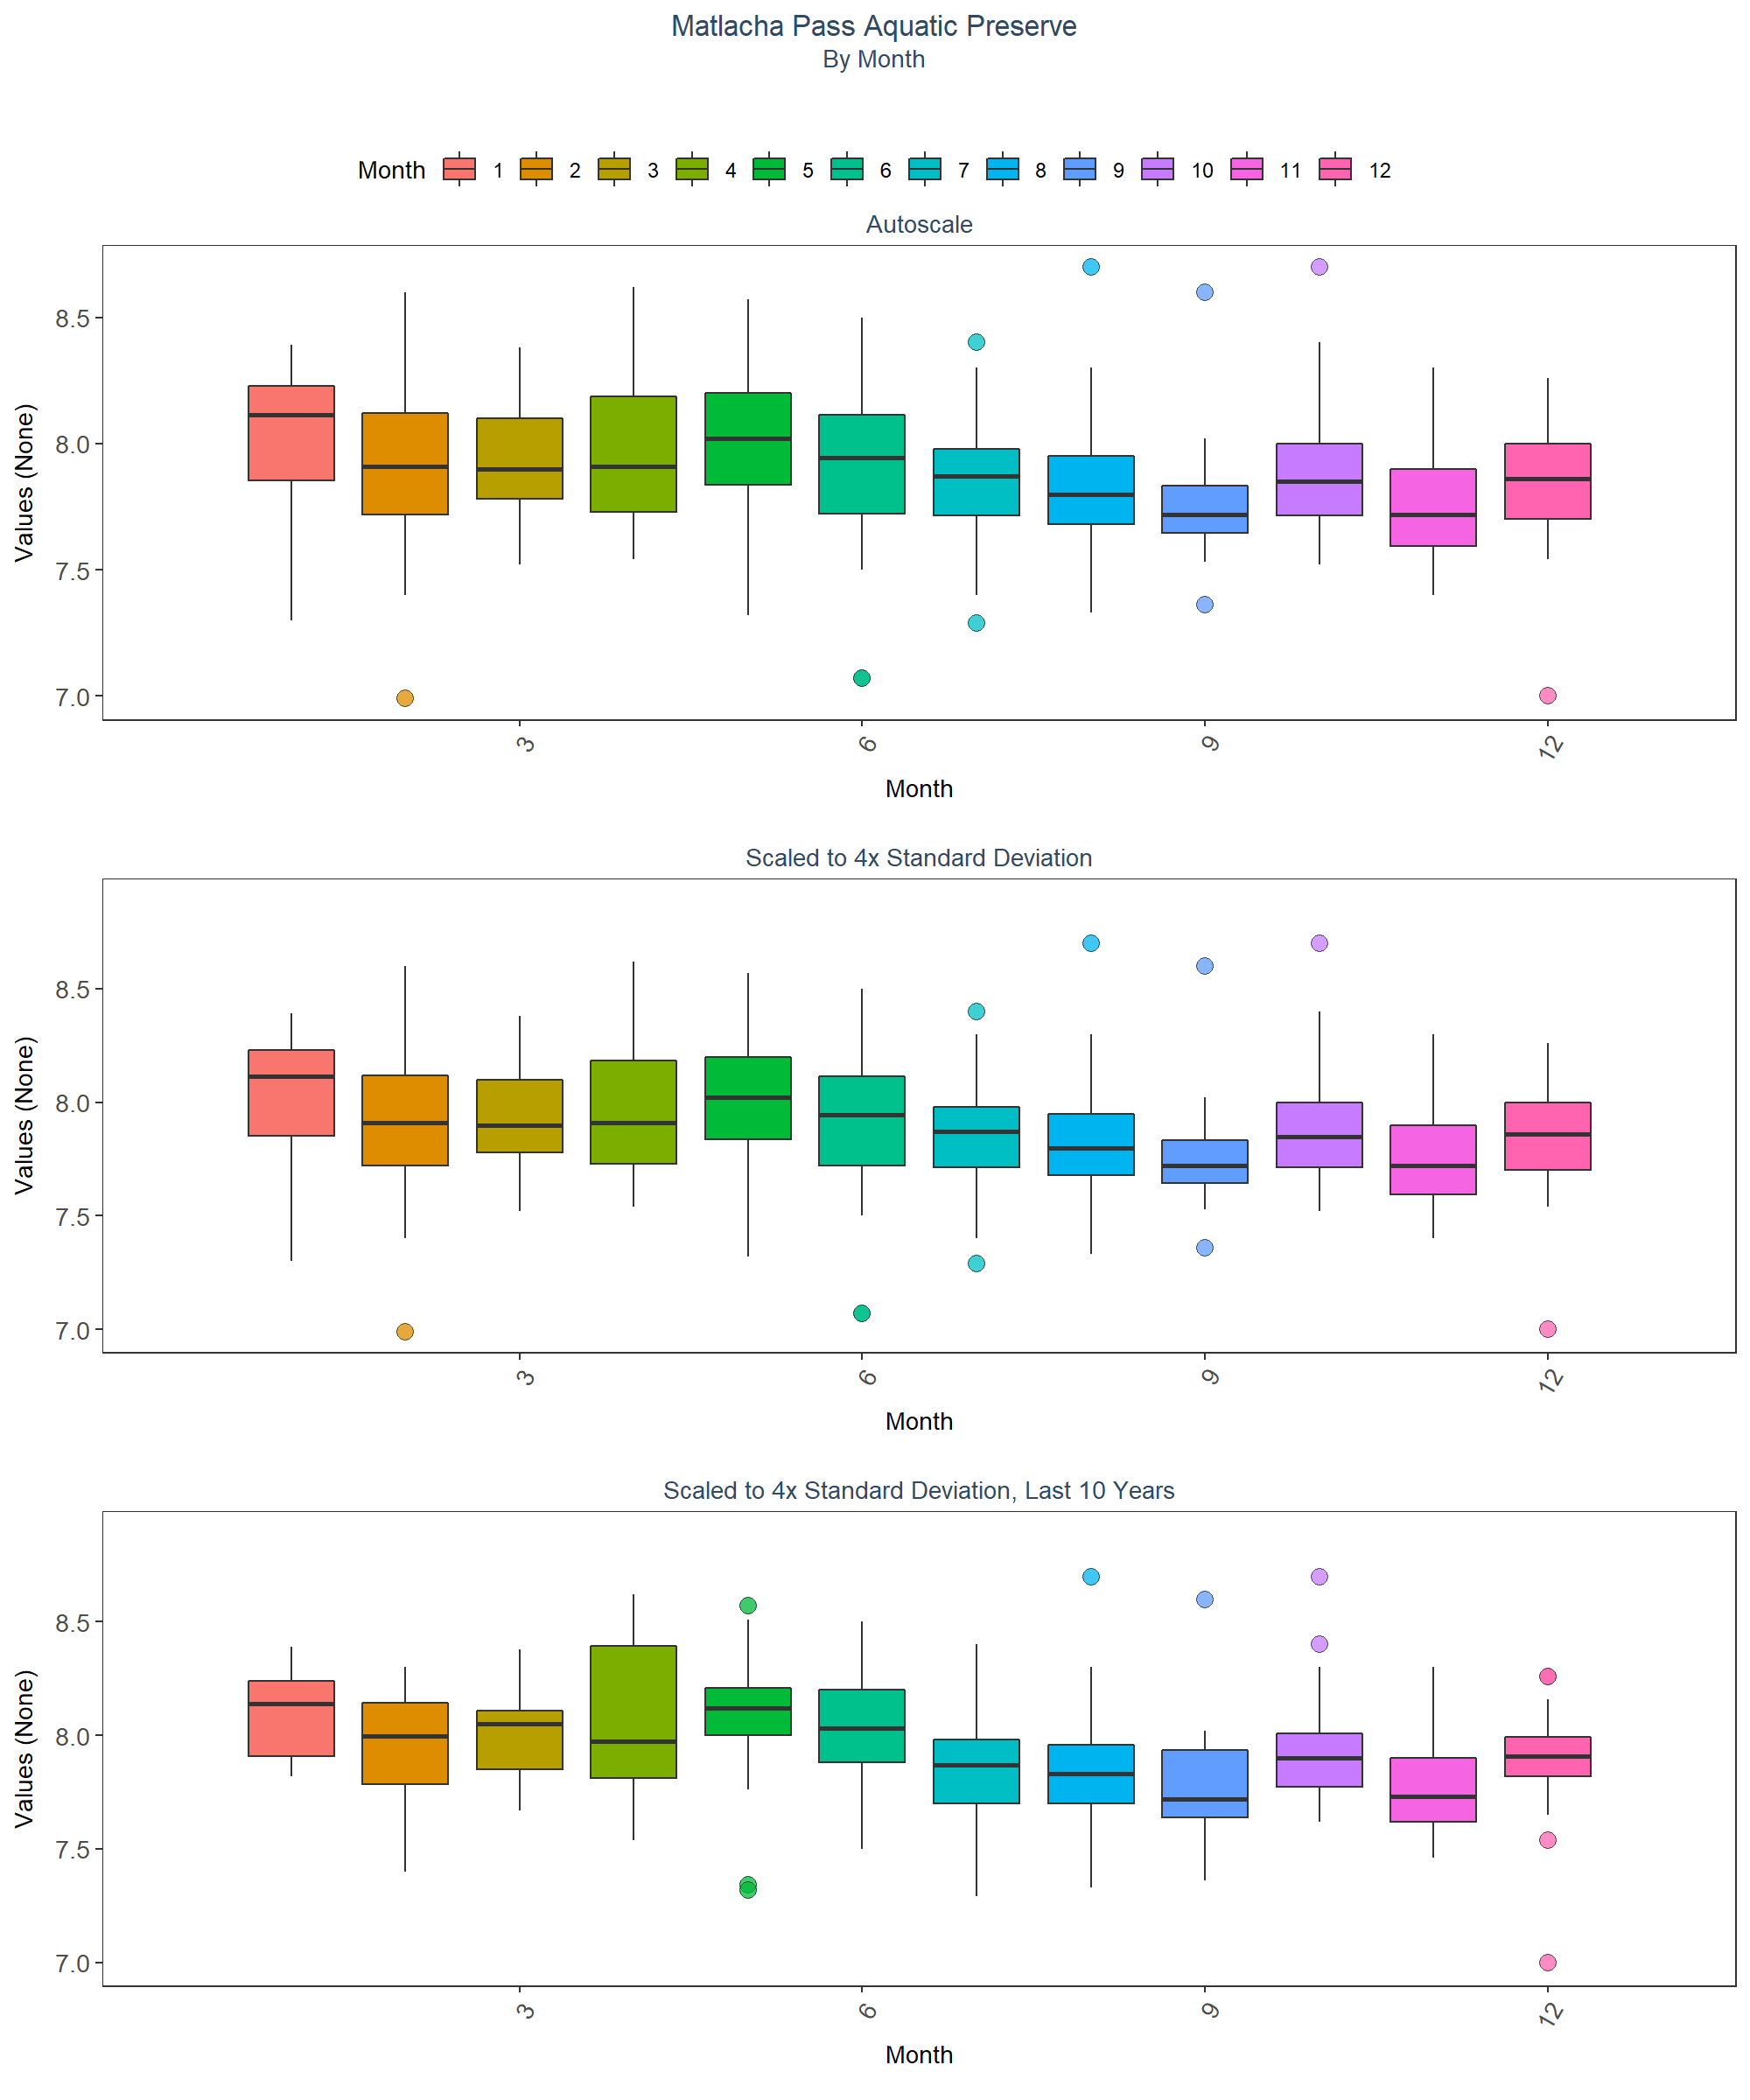 Matlacha Pass Aquatic Preserve
By Month
Month 1 2 3 4 5 6 7 8 9 10 11 12
Autoscale
Values (None)
8.5
8.0
7.5
7.0
3 6 9 12
Month
Scaled to 4x Standard Deviation
Values (None)
8.5
8.0
7.5
7.0
3 6 9 12
Month
Scaled to 4x Standard Deviation, Last 10 Years
Values (None)
8.5
8.0
7.5
7.0
3 6 9 12
Month